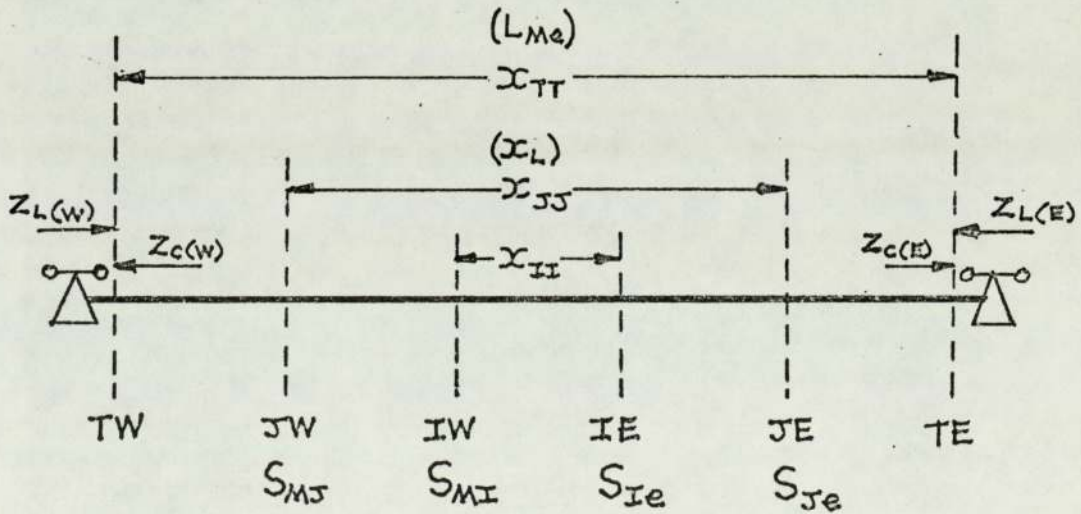 (L_Me)
x_TT
(x_L)
x_JJ
Z_L(W)
Z_L(E)
Z_C(W)
x_II
Z_C(E)
TW JW IW IE JE TE
S_MJ S_MI S_Ie S_Je